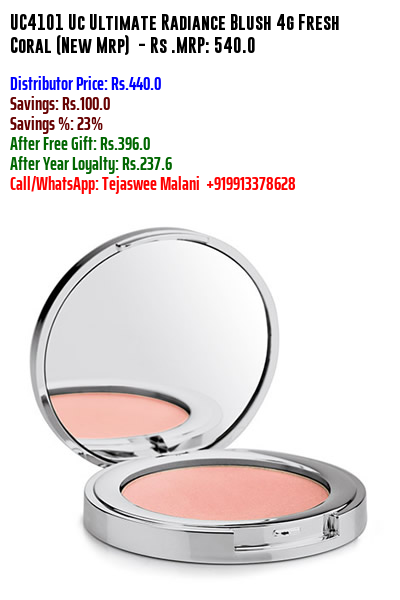 UC4101 Uc Ultimate Radiance Blush 4g Fresh
Coral (New Mrp) - Rs .MRP: 540.0
Distributor Price: Rs.440.0
Savings: Rs.100.0
Savings %: 23%
After Free Gift: Rs.396.0
After Year Loyalty: Rs.237.6
Call/WhatsApp: Tejaswee Malani +919913378628